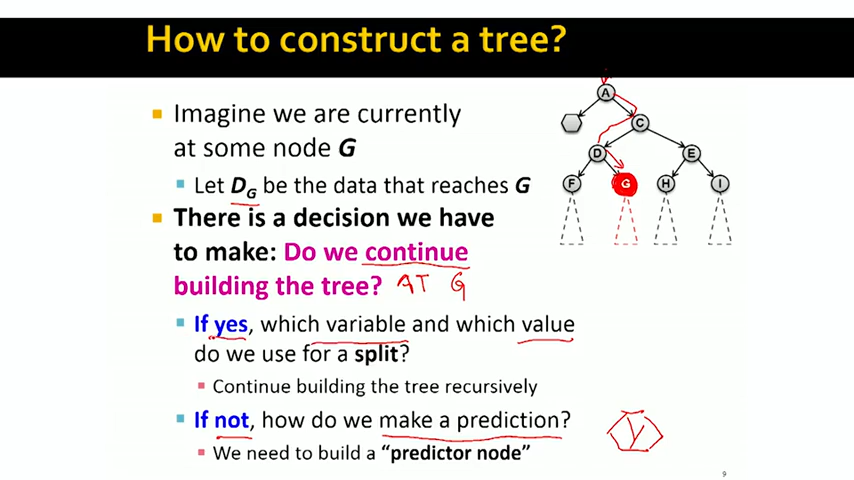 How to construct a tree?
Imagine we are currently
at some node G
Let D_G be the data that reaches G
There is a decision we have
to make: Do we continue
building the tree? AT G
If yes, which variable and which value
do we use for a split?
Continue building the tree recursively
If not, how do we make a prediction?
We need to build a “predictor node”
A
C
D
E
F
G
H
I
y
9